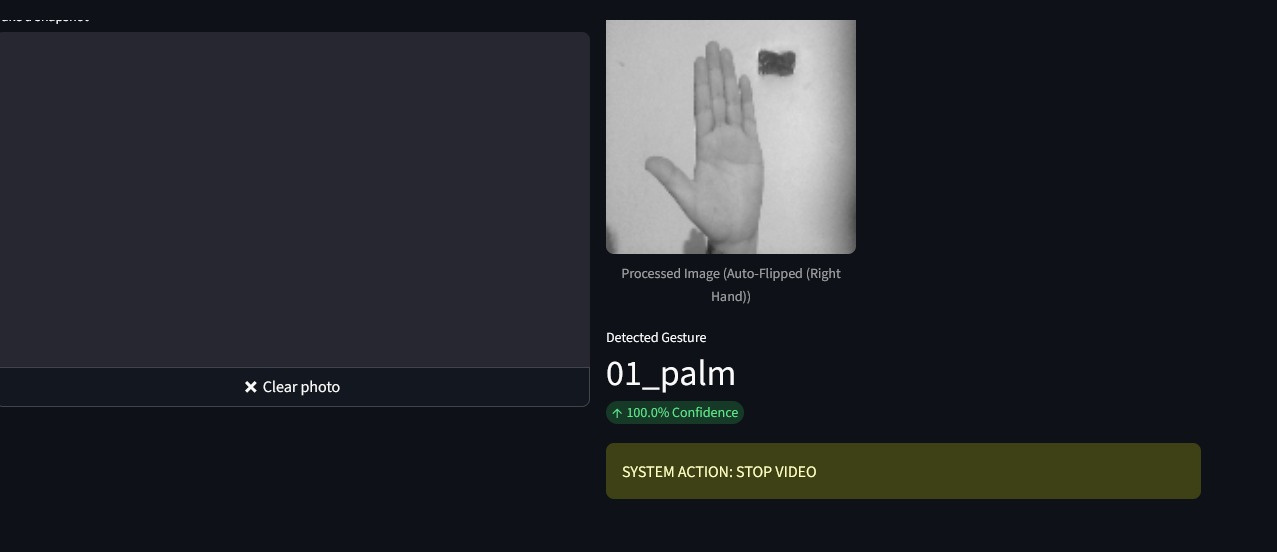 Processed Image (Auto-Flipped (Right
Hand))
Detected Gesture
01_palm
↑ 100.0% Confidence
SYSTEM ACTION: STOP VIDEO
Clear photo